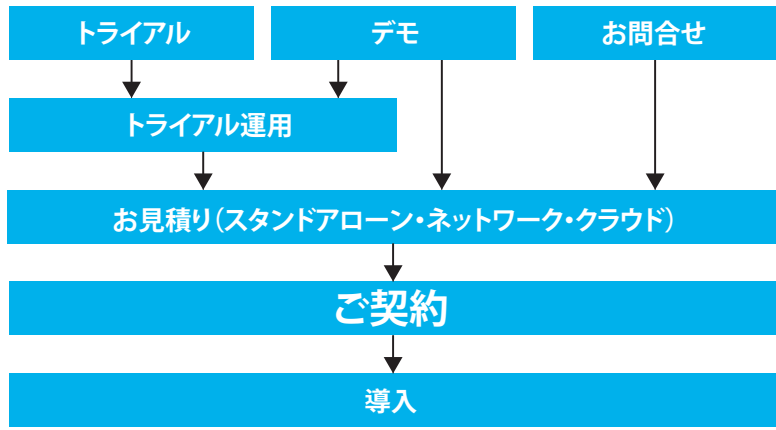 トライアル
デモ
お問合せ
トライアル運用
お見積り(スタンドアローン・ネットワーク・クラウド)
ご契約
導入